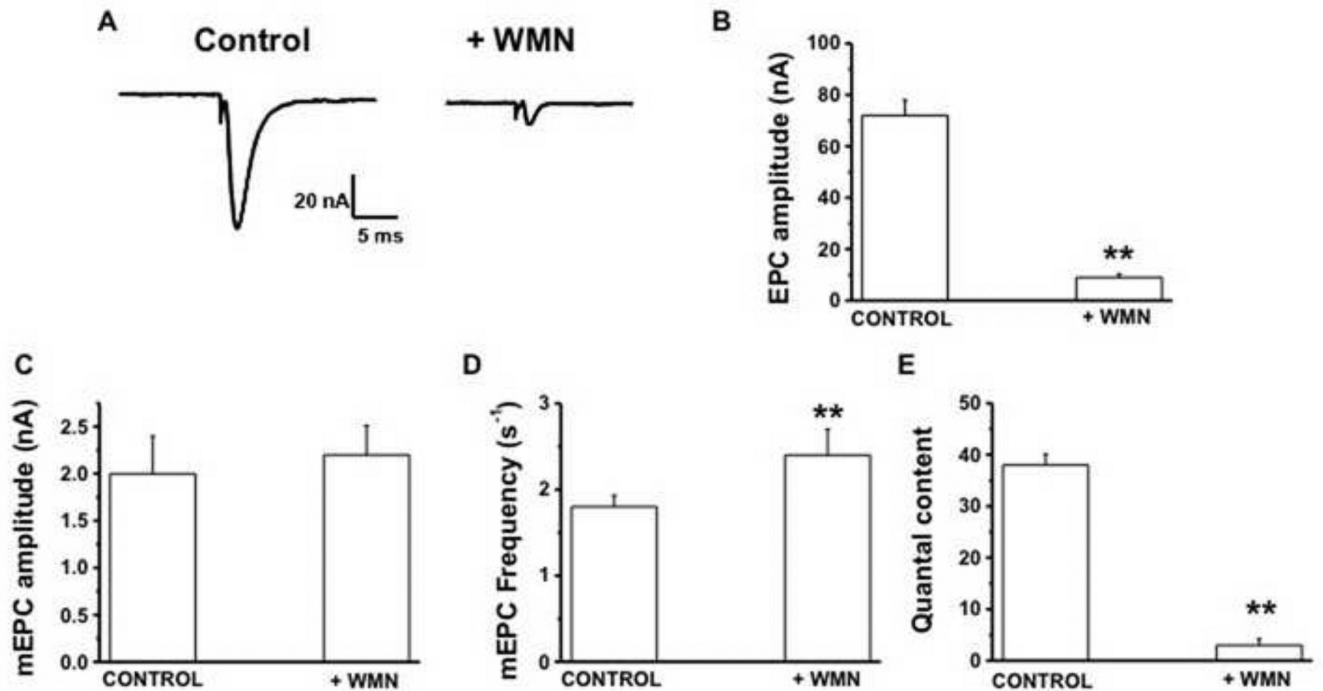 A
Control
+ WMN
20 nA
5 ms
B
EPC amplitude (nA)
100
80
60
40
20
0
**
CONTROL
+ WMN
C
mEPC amplitude (nA)
2.5
2.0
1.5
1.0
0.5
0.0
CONTROL
+ WMN
D
mEPC Frequency (s⁻¹)
3
2
1
0
**
CONTROL
+ WMN
E
Quantal content
50
40
30
20
10
0
**
CONTROL
+ WMN